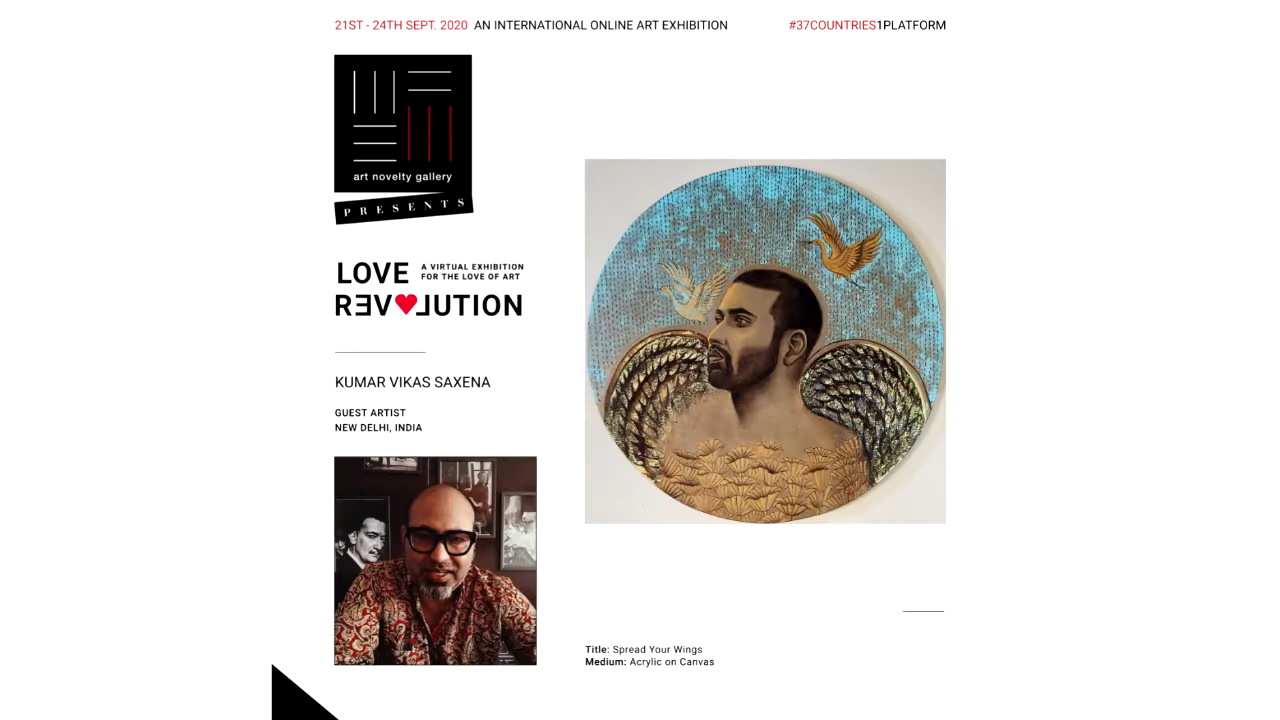 21ST - 24TH SEPT. 2020 AN INTERNATIONAL ONLINE ART EXHIBITION
#37COUNTRIES1PLATFORM
art novelty gallery
PRESENTS
LOVE
A VIRTUAL EXHIBITION
FOR THE LOVE OF ART
REV♥LUTION
KUMAR VIKAS SAXENA
GUEST ARTIST
NEW DELHI, INDIA
Title: Spread Your Wings
Medium: Acrylic on Canvas